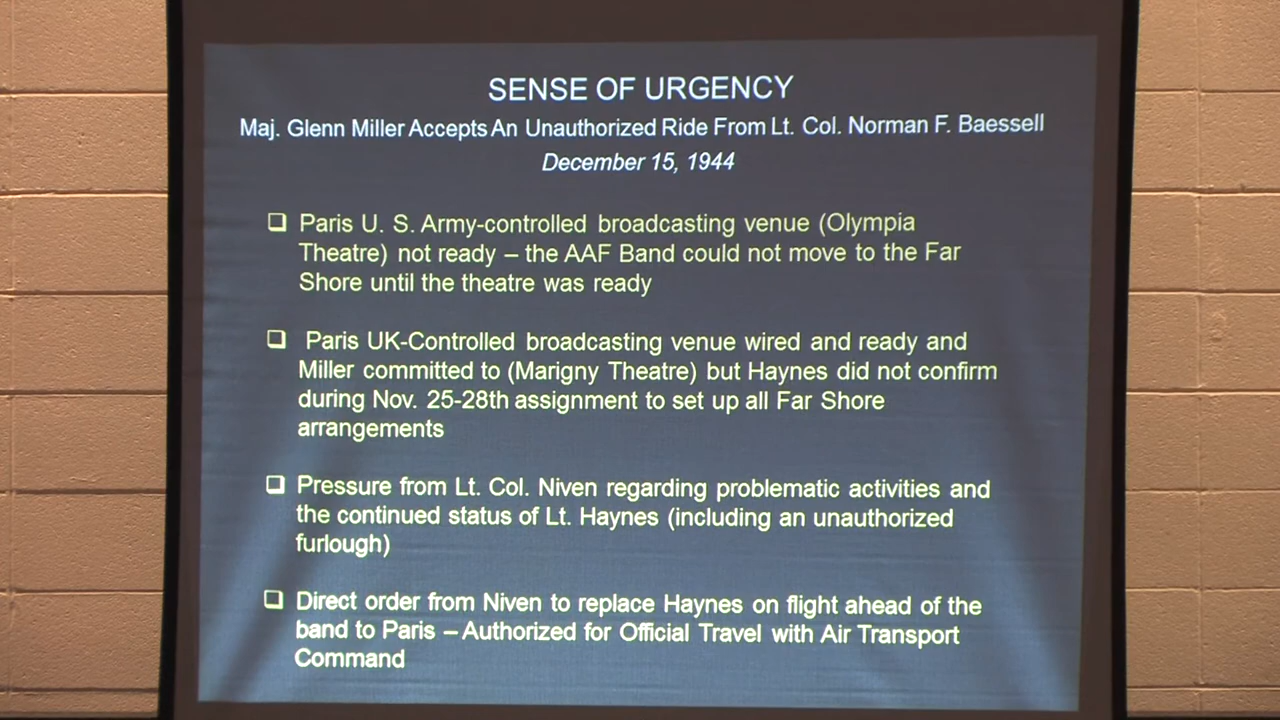 SENSE OF URGENCY
Maj. Glenn Miller Accepts An Unauthorized Ride From Lt. Col. Norman F. Baessell
December 15, 1944
❑ Paris U. S. Army-controlled broadcasting venue (Olympia
Theatre) not ready – the AAF Band could not move to the Far
Shore until the theatre was ready
❑ Paris UK-Controlled broadcasting venue wired and ready and
Miller committed to (Marigny Theatre) but Haynes did not confirm
during Nov. 25-28th assignment to set up all Far Shore
arrangements
❑ Pressure from Lt. Col. Niven regarding problematic activities and
the continued status of Lt. Haynes (including an unauthorized
furlough)
❑ Direct order from Niven to replace Haynes on flight ahead of the
band to Paris – Authorized for Official Travel with Air Transport
Command